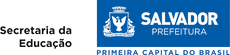 Secretaria da
Educação
SALVADOR
PREFEITURA
PRIMEIRA CAPITAL DO BRASIL